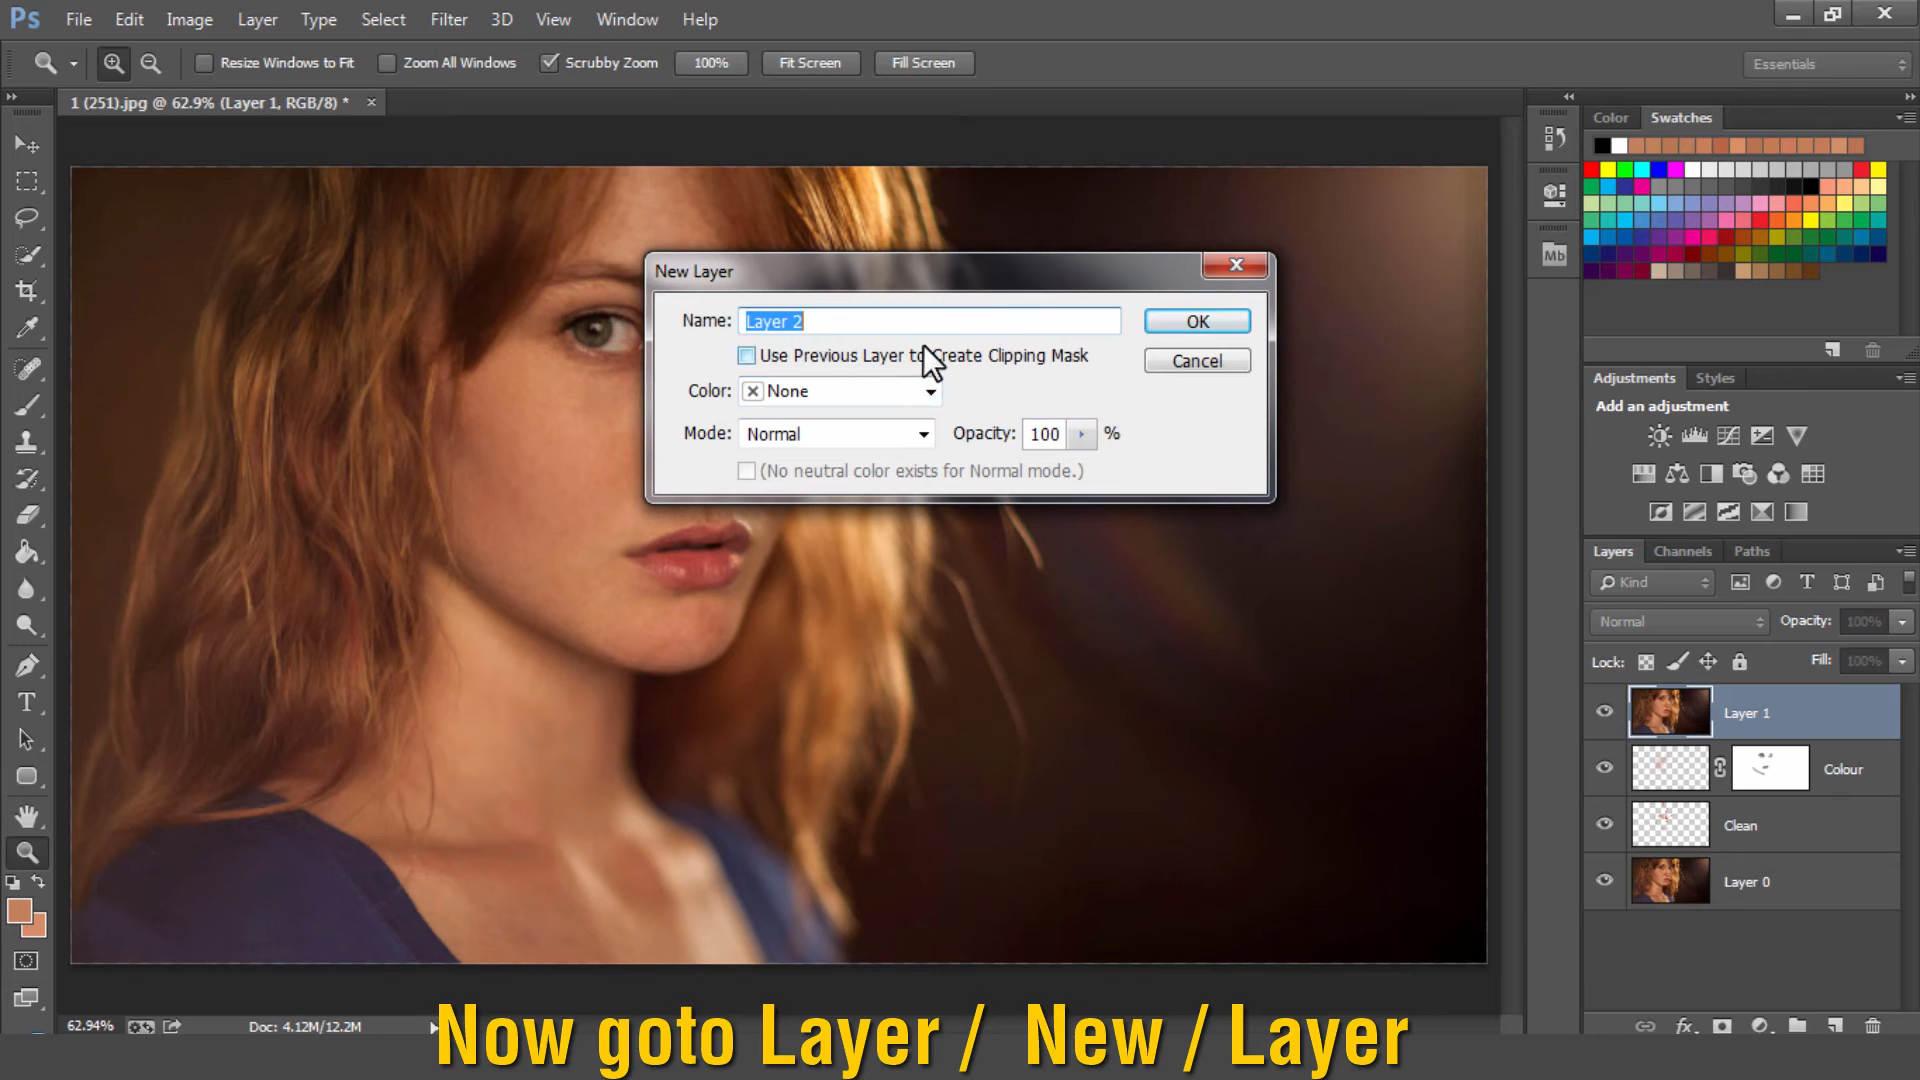 Ps File Edit Image Layer Type Select Filter 3D View Window Help
Resize Windows to Fit Zoom All Windows Scrubby Zoom 100% Fit Screen Fill Screen Essentials
1 (251).jpg @ 62.9% (Layer 1, RGB/8) *
Color Swatches
New Layer
Name: Layer 2 OK
Use Previous Layer to Create Clipping Mask
Cancel
Color: None
Mode: Normal Opacity: 100 %
(No neutral color exists for Normal mode.)
Mb
Adjustments Styles
Add an adjustment
Layers Channels Paths
Kind
Normal Opacity: 100%
Lock: Fill: 100%
Layer 1
Colour
Clean
Layer 0
62.94% Doc: 4.12M/12.2M
Now goto Layer / New / Layer